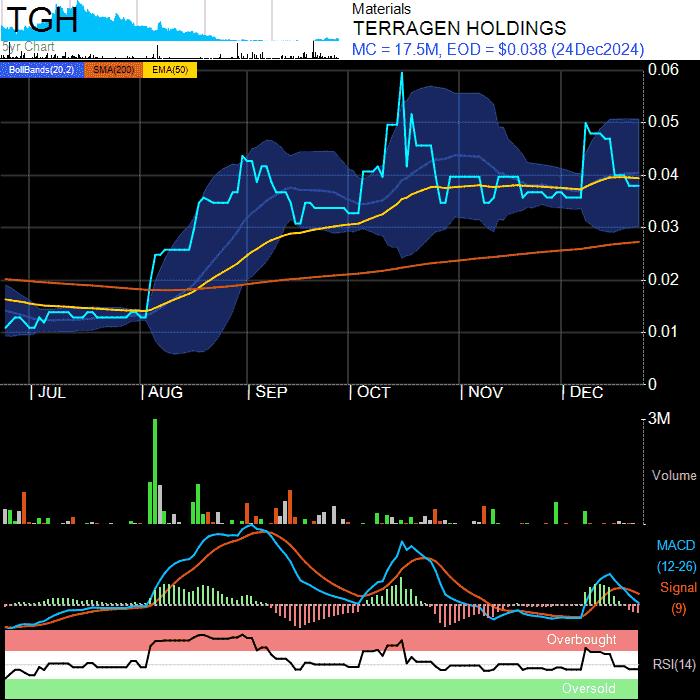 TGH
5yr Chart
Materials
TERRAGEN HOLDINGS
MC = 17.5M, EOD = $0.038 (24Dec2024)
BollBands(20,2) SMA(200) EMA(50)
0.06
0.05
0.04
0.03
0.02
0.01
0
JUL AUG SEP OCT NOV DEC
3M
Volume
MACD
(12-26)
Signal
(9)
Overbought
RSI(14)
Oversold